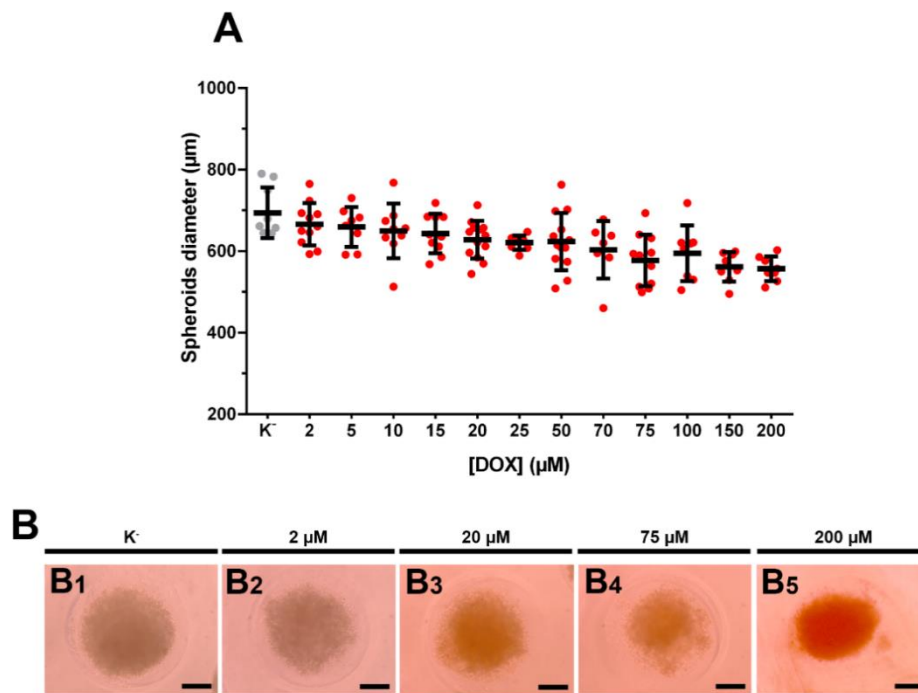 A
1000
800
600
400
200
Spheroids diameter (µm)
K⁻ 2 5 10 15 20 25 50 70 75 100 150 200
[DOX] (µM)
B
K⁻ 2 µM 20 µM 75 µM 200 µM
B1 B2 B3 B4 B5